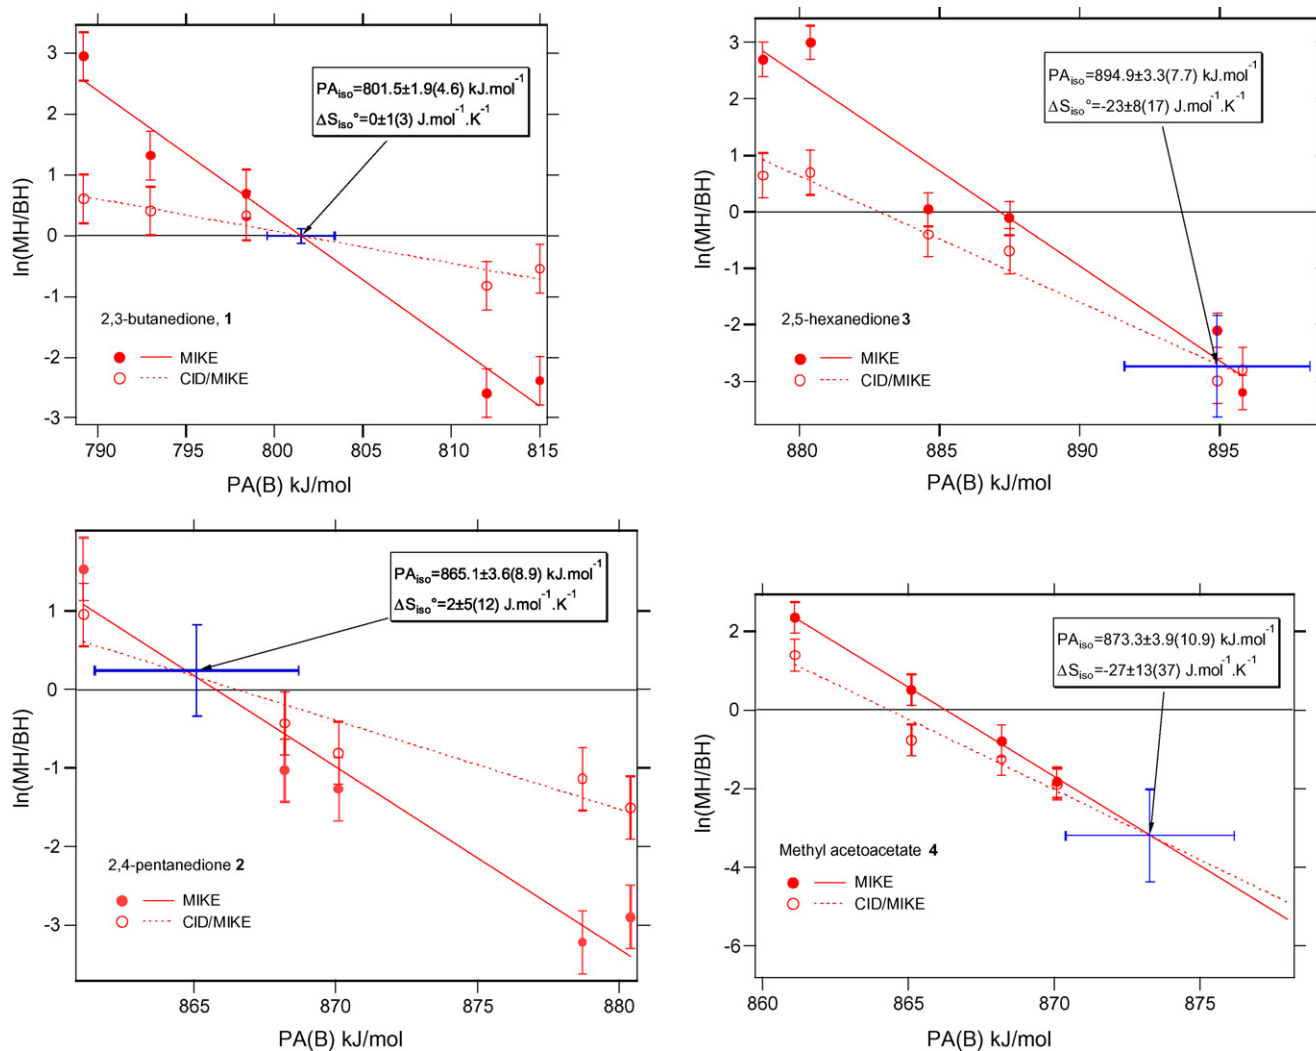 3
2
1
0
-1
-2
-3
ln(MH/BH)
PAiso=801.5±1.9(4.6) kJ.mol-1
ΔSiso°=0±1(3) J.mol-1.K-1
2,3-butanedione, 1
MIKE
CID/MIKE
790 795 800 805 810 815
PA(B) kJ/mol
3
2
1
0
-1
-2
-3
ln(MH/BH)
PAiso=894.9±3.3(7.7) kJ.mol-1
ΔSiso°=-23±8(17) J.mol-1.K-1
2,5-hexanedione 3
MIKE
CID/MIKE
880 885 890 895
PA(B) kJ/mol
1
0
-1
-2
-3
ln(MH/BH)
PAiso=865.1±3.6(8.9) kJ.mol-1
ΔSiso°=2±5(12) J.mol-1.K-1
2,4-pentanedione 2
MIKE
CID/MIKE
865 870 875 880
PA(B) kJ/mol
2
0
-2
-4
-6
ln(MH/BH)
PAiso=873.3±3.9(10.9) kJ.mol-1
ΔSiso=-27±13(37) J.mol-1.K-1
Methyl acetoacetate 4
MIKE
CID/MIKE
860 865 870 875
PA(B) kJ/mol